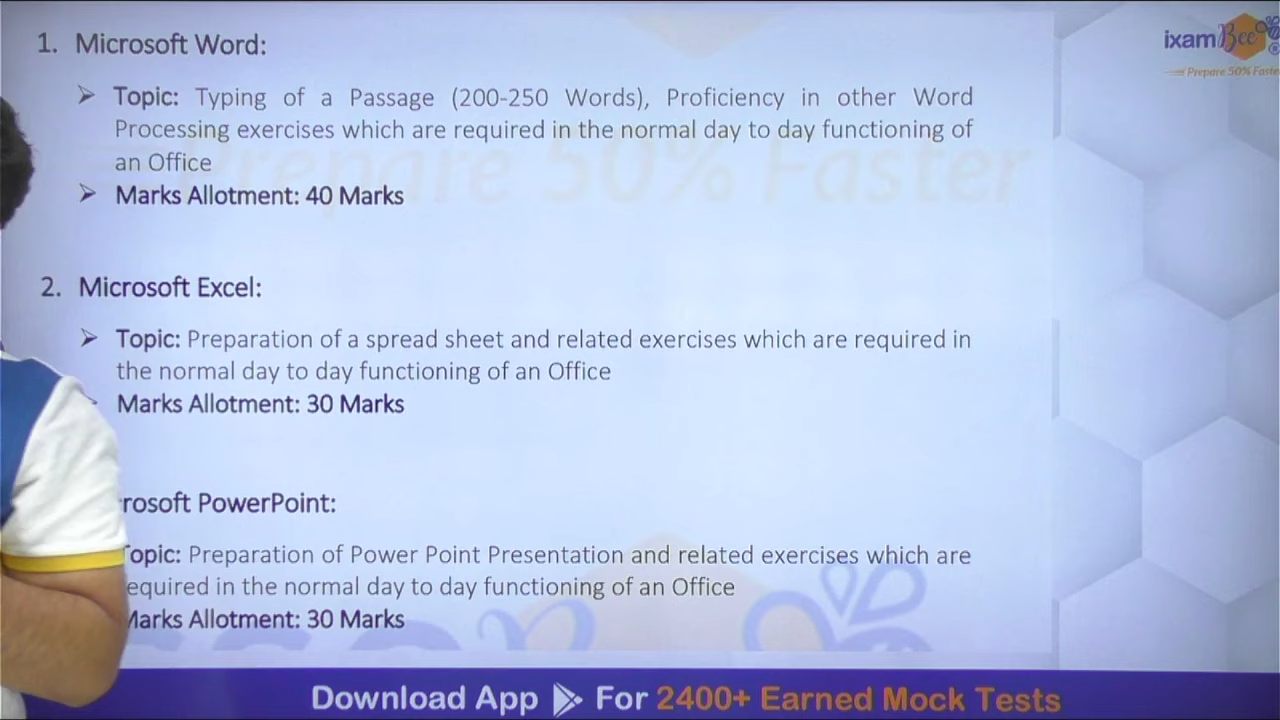 1. Microsoft Word:
ixamBee
Prepare 50% Faster
➢ Topic: Typing of a Passage (200-250 Words), Proficiency in other Word
Processing exercises which are required in the normal day to day functioning of
an Office
➢ Marks Allotment: 40 Marks
2. Microsoft Excel:
➢ Topic: Preparation of a spread sheet and related exercises which are required in
the normal day to day functioning of an Office
Marks Allotment: 30 Marks
rosoft PowerPoint:
Topic: Preparation of Power Point Presentation and related exercises which are
equired in the normal day to day functioning of an Office
Marks Allotment: 30 Marks
Download App For 2400+ Earned Mock Tests